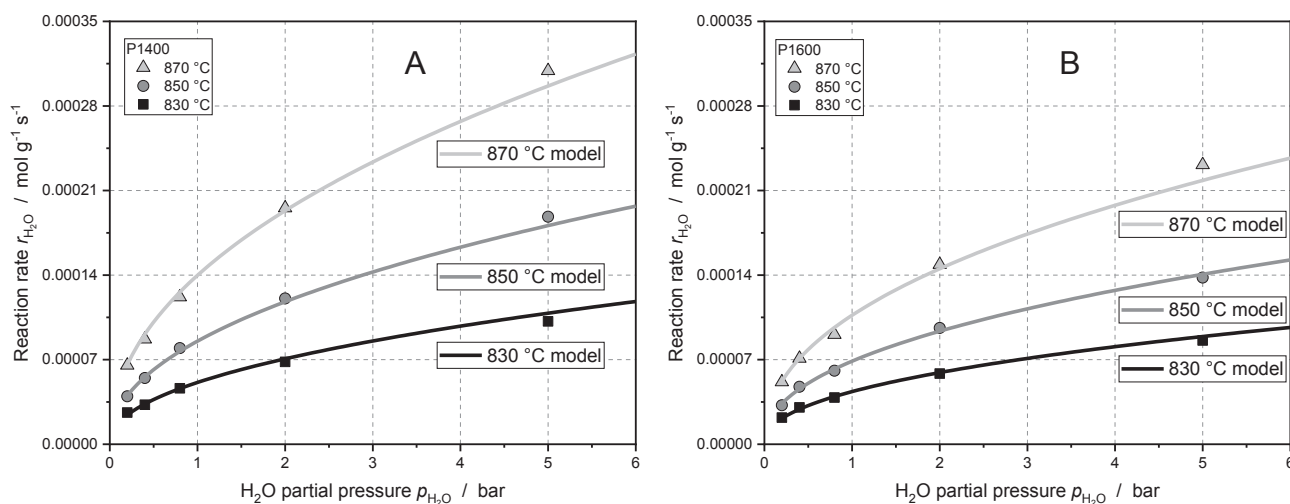 A
P1400
870 °C
850 °C
830 °C
870 °C model
850 °C model
830 °C model
0.00035
0.00028
0.00021
0.00014
0.00007
0.00000
Reaction rate r_H₂O / mol g⁻¹ s⁻¹
0 1 2 3 4 5 6
H₂O partial pressure p_H₂O / bar
B
P1600
870 °C
850 °C
830 °C
870 °C model
850 °C model
830 °C model
0.00035
0.00028
0.00021
0.00014
0.00007
0.00000
Reaction rate r_H₂O / mol g⁻¹ s⁻¹
0 1 2 3 4 5 6
H₂O partial pressure p_H₂O / bar